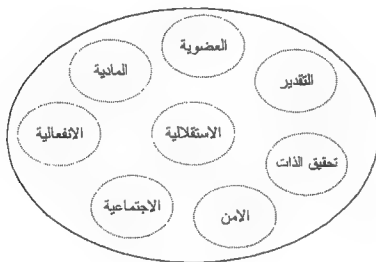 العضوية
المادية
التقدير
الانفعالية
الاستقلالية
تحقيق الذات
الاجتماعية
الامن